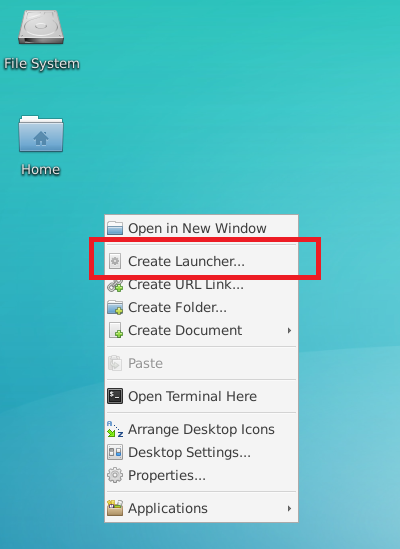 File System
Home
Open in New Window
Create Launcher...
Create URL Link...
Create Folder...
Create Document
Paste
Open Terminal Here
Arrange Desktop Icons
Desktop Settings...
Properties...
Applications